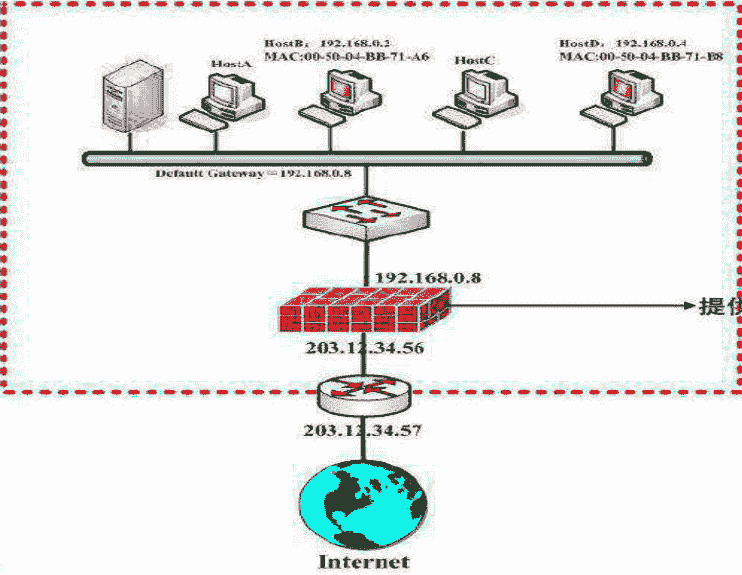 HostA
HostB：192.168.0.2
MAC:00-50-04-BB-71-A6
HostC
HostD：192.168.0.4
MAC:00-50-04-BB-71-B8
Default Gateway=192.168.0.8
192.168.0.8
提供
203.12.34.56
203.12.34.57
Internet